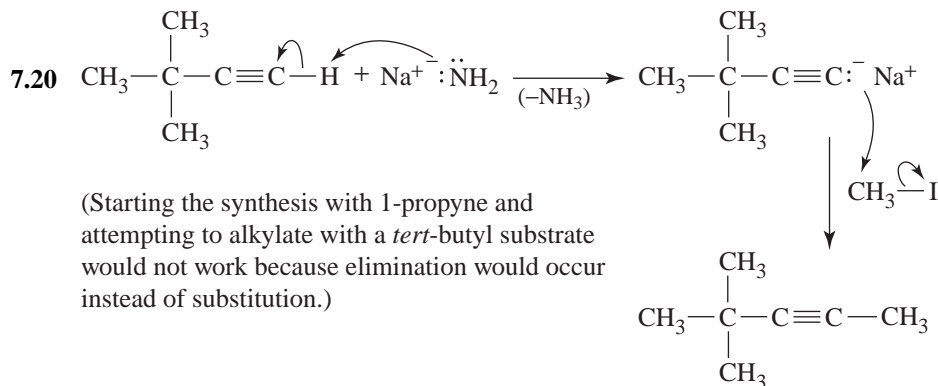 CH₃ CH₃
7.20 CH₃—C—C≡C—H + Na⁺ ⁻:N̈H₂ (–NH₃) CH₃—C—C≡C:⁻ Na⁺
CH₃ CH₃
CH₃—I
(Starting the synthesis with 1-propyne and
attempting to alkylate with a tert-butyl substrate
would not work because elimination would occur
instead of substitution.)
CH₃
CH₃—C—C≡C—CH₃
CH₃